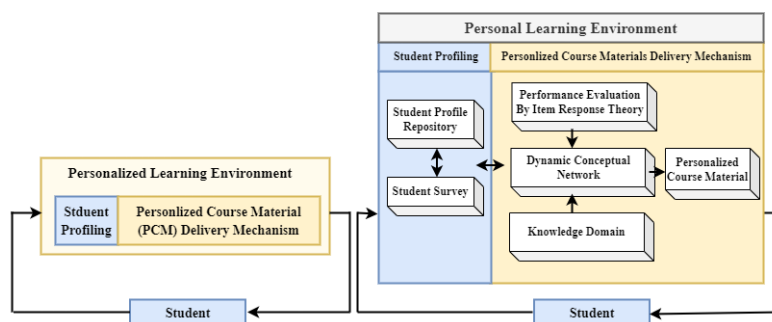 Personalized Learning Environment
Stduent
Profiling
Personlized Course Material
(PCM) Delivery Mechanism
Student
Personal Learning Environment
Student Profiling
Personlized Course Materials Delivery Mechanism
Student Profile
Repository
Student Survey
Performance Evaluation
By Item Response Theory
Dynamic Conceptual
Network
Personalized
Course Material
Knowledge Domain
Student